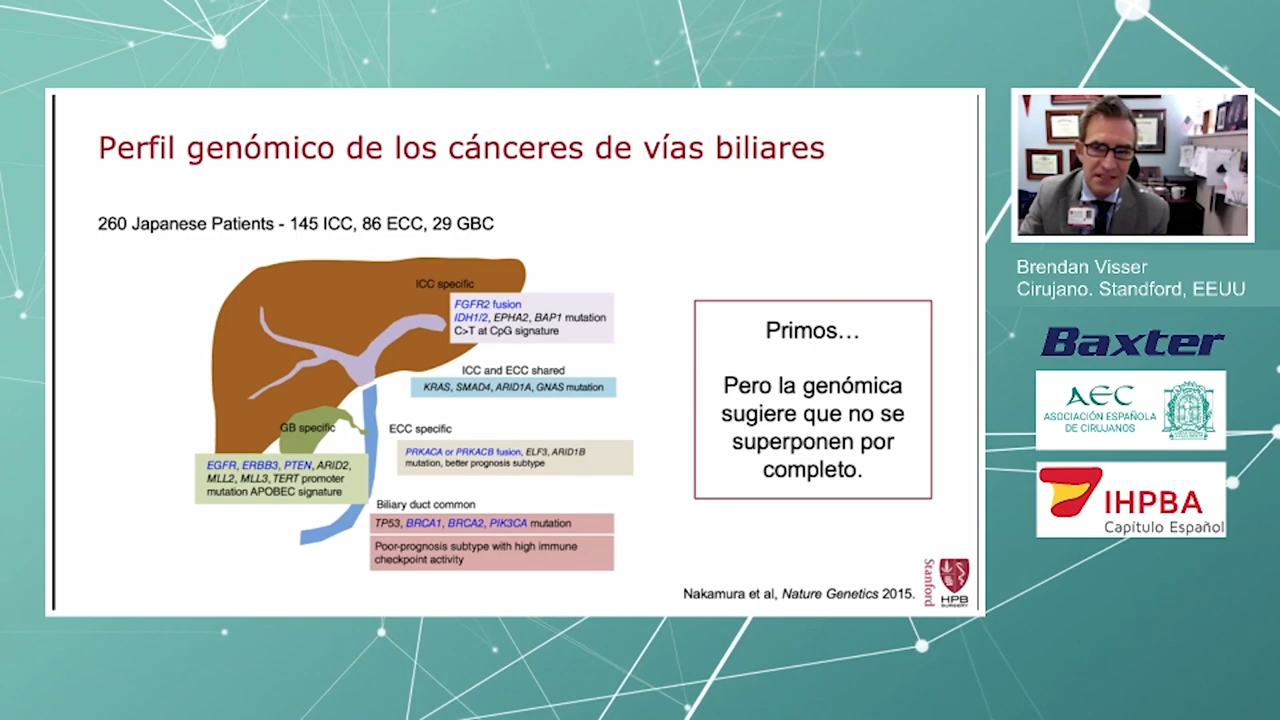 Perfil genómico de los cánceres de vías biliares
260 Japanese Patients - 145 ICC, 86 ECC, 29 GBC
ICC specific
FGFR2 fusion
IDH1/2, EPHA2, BAP1 mutation
C>T at CpG signature
ICC and ECC shared
KRAS, SMAD4, ARID1A, GNAS mutation
GB specific
EGFR, ERBB3, PTEN, ARID2,
MLL2, MLL3, TERT promoter
mutation APOBEC signature
ECC specific
PRKACA or PRKACB fusion, ELF3, ARID1B
mutation, better prognosis subtype
Biliary duct common
TP53, BRCA1, BRCA2, PIK3CA mutation
Poor-prognosis subtype with high immune
checkpoint activity
Primos…
Pero la genómica
sugiere que no se
superponen por
completo.
Nakamura et al, Nature Genetics 2015.
Stanford
HPB
SURGERY
Brendan Visser
Cirujano. Standford, EEUU
Baxter
AEC
ASOCIACIÓN ESPAÑOLA
DE CIRUJANOS
IHPBA
Capítulo Español